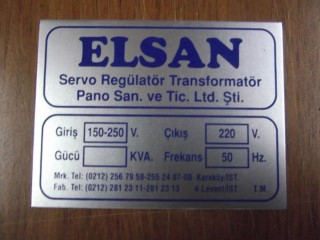 ELSAN
Servo Regülatör Transformatör
Pano San. ve Tic. Ltd. Şti.
Giriş 150-250 V. Çıkış 220 V.
Gücü KVA. Frekans 50 Hz.
Mrk. Tel: (0212) 256 79 58-255 24 07-08 Karaköy/İST.
Fab. Tel: (0212) 281 23 11-281 23 13 4.Levent/İST T.M.